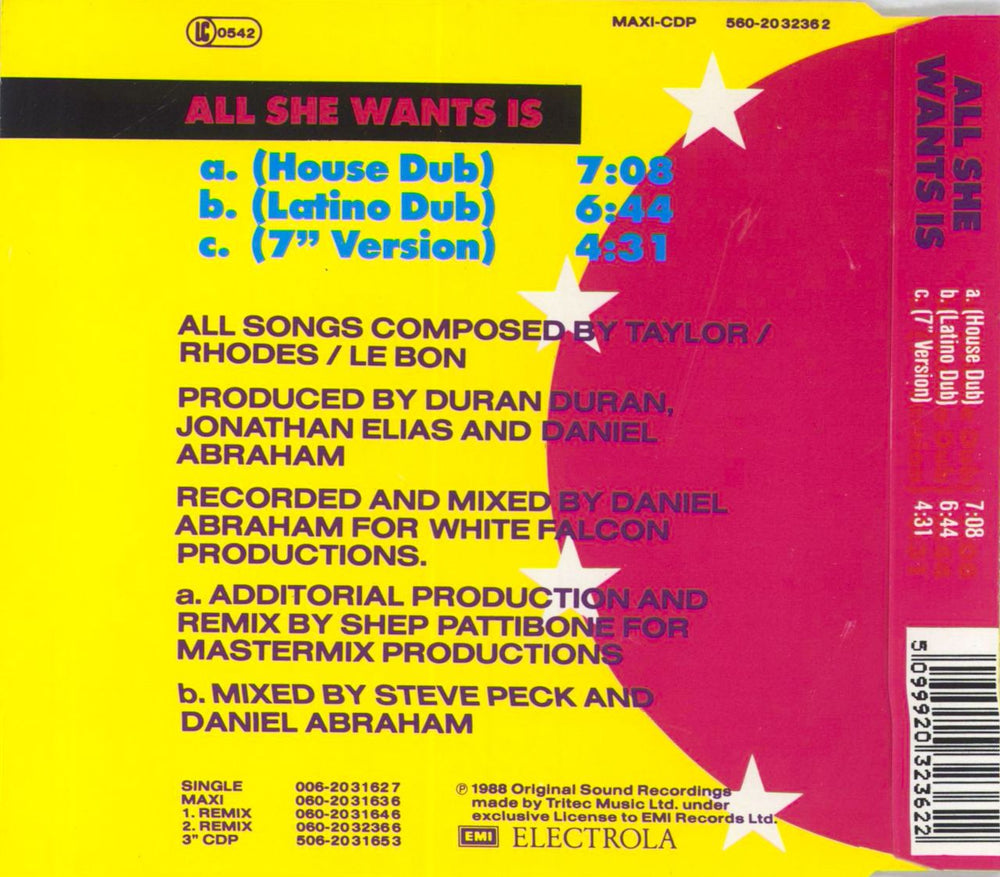 LC 0542
MAXI-CDP 560-2032362
ALL SHE WANTS IS
a. (House Dub) 7:08
b. (Latino Dub) 6:44
c. (7” Version) 4:31
ALL SONGS COMPOSED BY TAYLOR /
RHODES / LE BON
PRODUCED BY DURAN DURAN,
JONATHAN ELIAS AND DANIEL
ABRAHAM
RECORDED AND MIXED BY DANIEL
ABRAHAM FOR WHITE FALCON
PRODUCTIONS.
a. ADDITORIAL PRODUCTION AND
REMIX BY SHEP PATTIBONE FOR
MASTERMIX PRODUCTIONS
b. MIXED BY STEVE PECK AND
DANIEL ABRAHAM
SINGLE 006-2031627
MAXI 060-2031636
1. REMIX 060-2031646
2. REMIX 060-2032366
3" CDP 506-2031653
℗ 1988 Original Sound Recordings
made by Tritec Music Ltd. under
exclusive License to EMI Records Ltd.
EMI ELECTROLA
ALL SHE
WANTS IS
a. (House Dub) 7:08
b. (Latino Dub) 6:44
c. (7” Version) 4:31
5 099920 323622